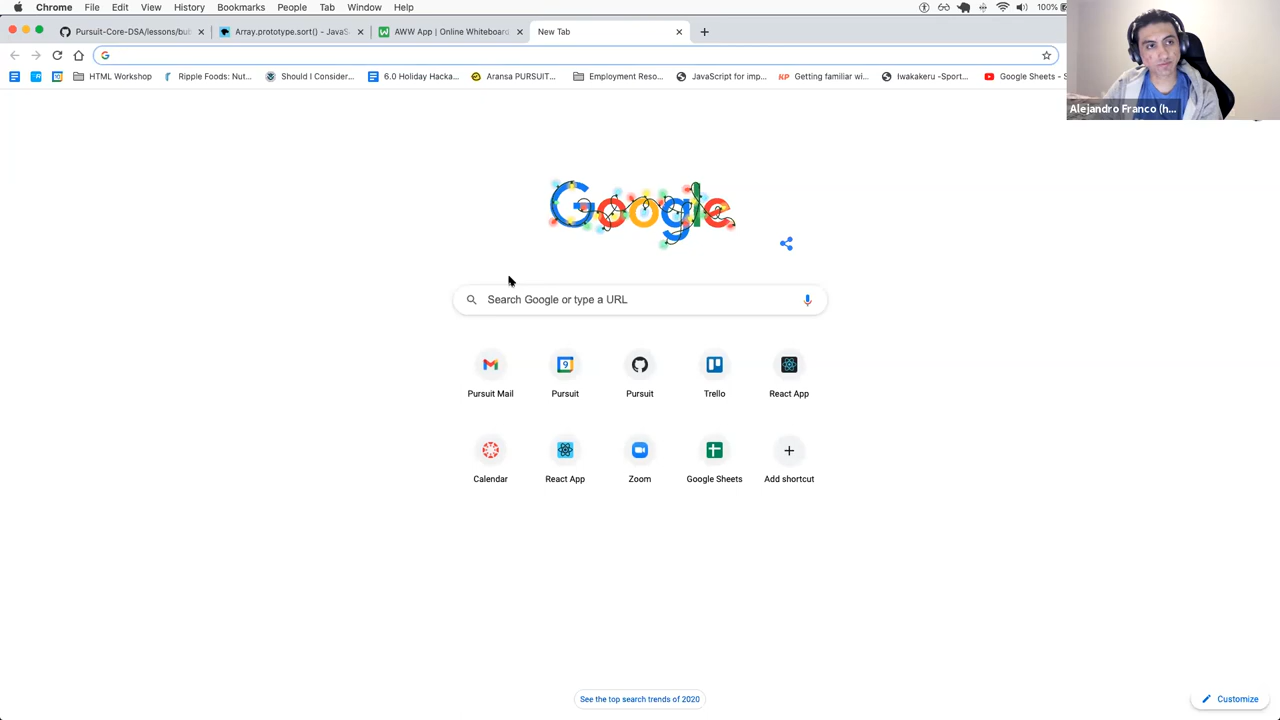 Chrome File Edit View History Bookmarks People Tab Window Help 100%
Pursuit-Core-DSA/lessons/bub Array.prototype.sort() - JavaS AWW App | Online Whiteboard New Tab
HTML Workshop Ripple Foods: Nut... Should I Consider... 6.0 Holiday Hacka... Aransa PURSUIT... Employment Reso... JavaScript for imp... Getting familiar wi... Iwakakeru -Sport... Google Sheets - S
Alejandro Franco (h...
Google
Search Google or type a URL
Pursuit Mail Pursuit Pursuit Trello React App
Calendar React App Zoom Google Sheets Add shortcut
See the top search trends of 2020
Customize